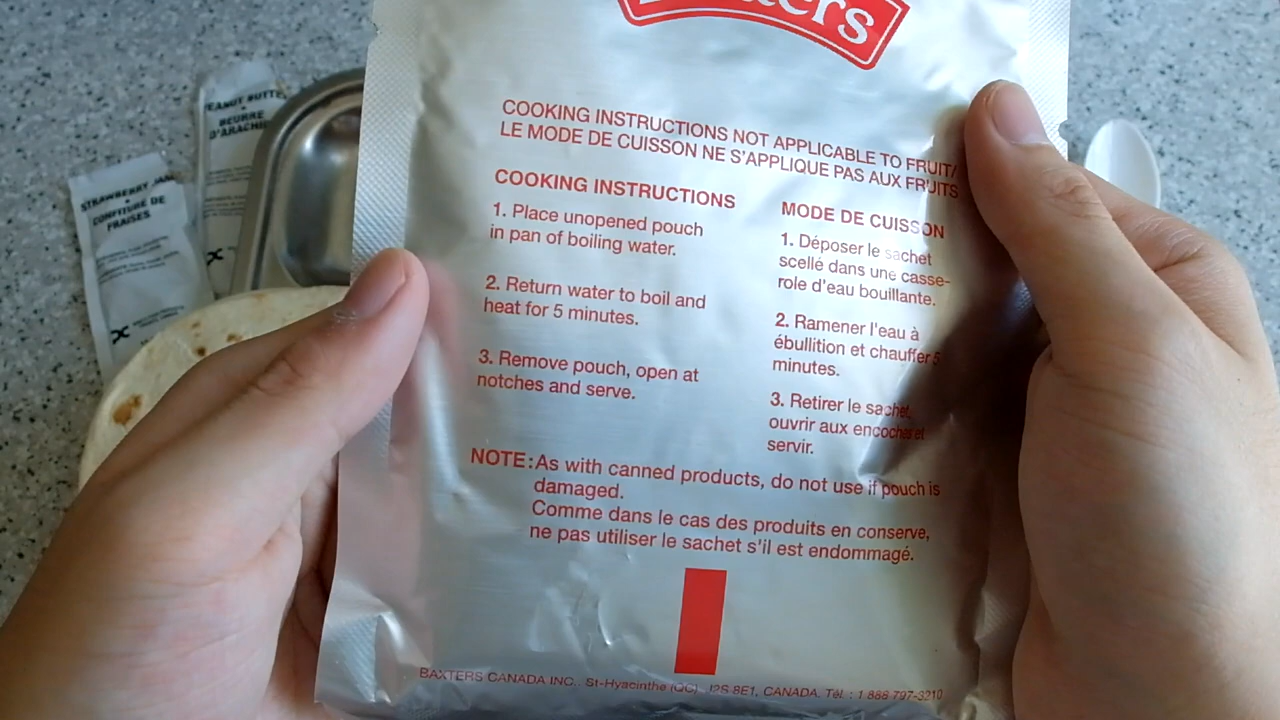 COOKING INSTRUCTIONS NOT APPLICABLE TO FRUIT/
LE MODE DE CUISSON NE S'APPLIQUE PAS AUX FRUITS
COOKING INSTRUCTIONS
1. Place unopened pouch
in pan of boiling water.
2. Return water to boil and
heat for 5 minutes.
3. Remove pouch, open at
notches and serve.
MODE DE CUISSON
1. Déposer le sachet
scellé dans une casse-
role d'eau bouillante.
2. Ramener l'eau à
ébullition et chauffer 5
minutes.
3. Retirer le sachet,
ouvrir aux encoches et
servir.
NOTE: As with canned products, do not use if pouch is
damaged.
Comme dans le cas des produits en conserve,
ne pas utiliser le sachet s'il est endommagé.
BAXTERS CANADA INC., St-Hyacinthe (QC) J2S 8E1, CANADA. Tél. : 1 888 797-3210
STRAWBERRY JAM
CONFITURE DE
FRAISES
PEANUT BUTTER
BEURRE
D'ARACHI